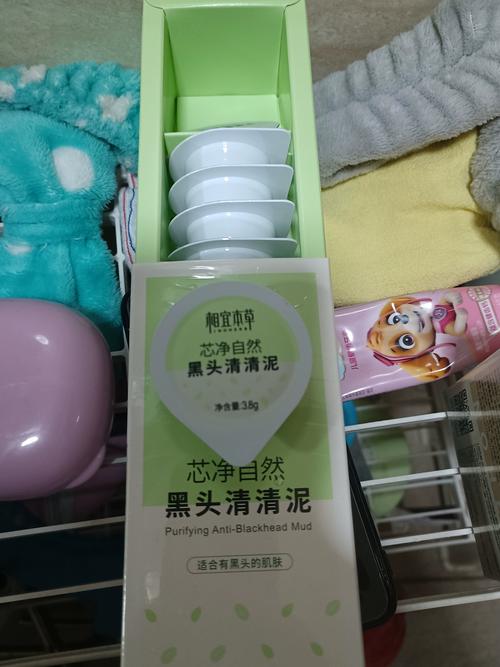 相宜本草
INOHERB
芯净自然
黑头清清泥
净含量:3.8g
芯净自然
黑头清清泥
Purifying Anti-Blackhead Mud
适合有黑头的肌肤